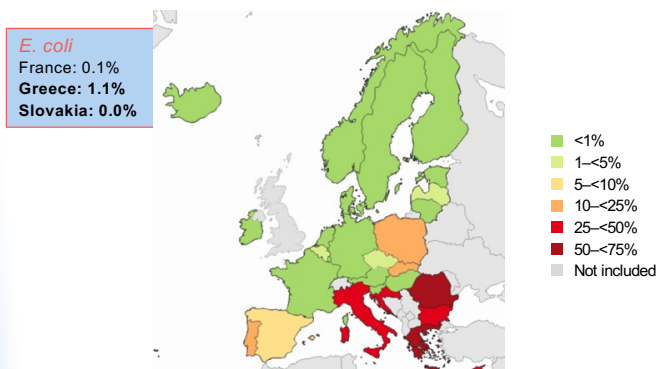 E. coli
France: 0.1%
Greece: 1.1%
Slovakia: 0.0%
<1%
1–<5%
5–<10%
10–<25%
25–<50%
50–<75%
Not included